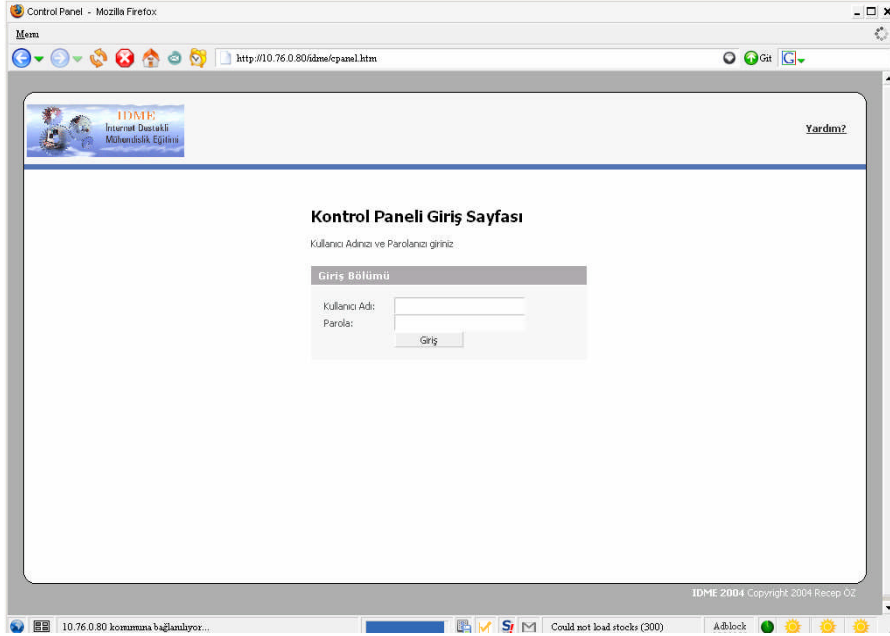 Control Panel - Mozilla Firefox
Menu
http://10.76.0.80/idme/cpanel.htm
Git
G
IDME
İnternet Destekli
Mühendislik Eğitimi
Yardım?
Kontrol Paneli Giriş Sayfası
Kullanıcı Adınızı ve Parolanızı giriniz
Giriş Bölümü
Kullanıcı Adı:
Parola:
Giriş
IDME 2004 Copyright 2004 Recep ÖZ
10.76.0.80 konumuna bağlanılıyor...
Could not load stocks (300)
Adblock